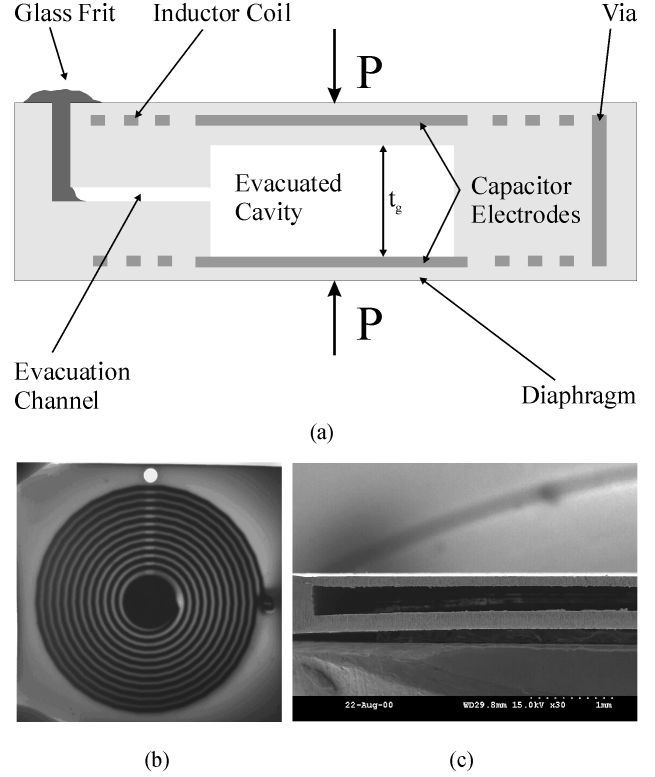 Glass Frit
Inductor Coil
Via
P
Evacuated
Cavity
t_g
Capacitor
Electrodes
P
Evacuation
Channel
Diaphragm
(a)
22-Aug-00
WD29.8mm 15.0kV x30
1mm
(b)
(c)